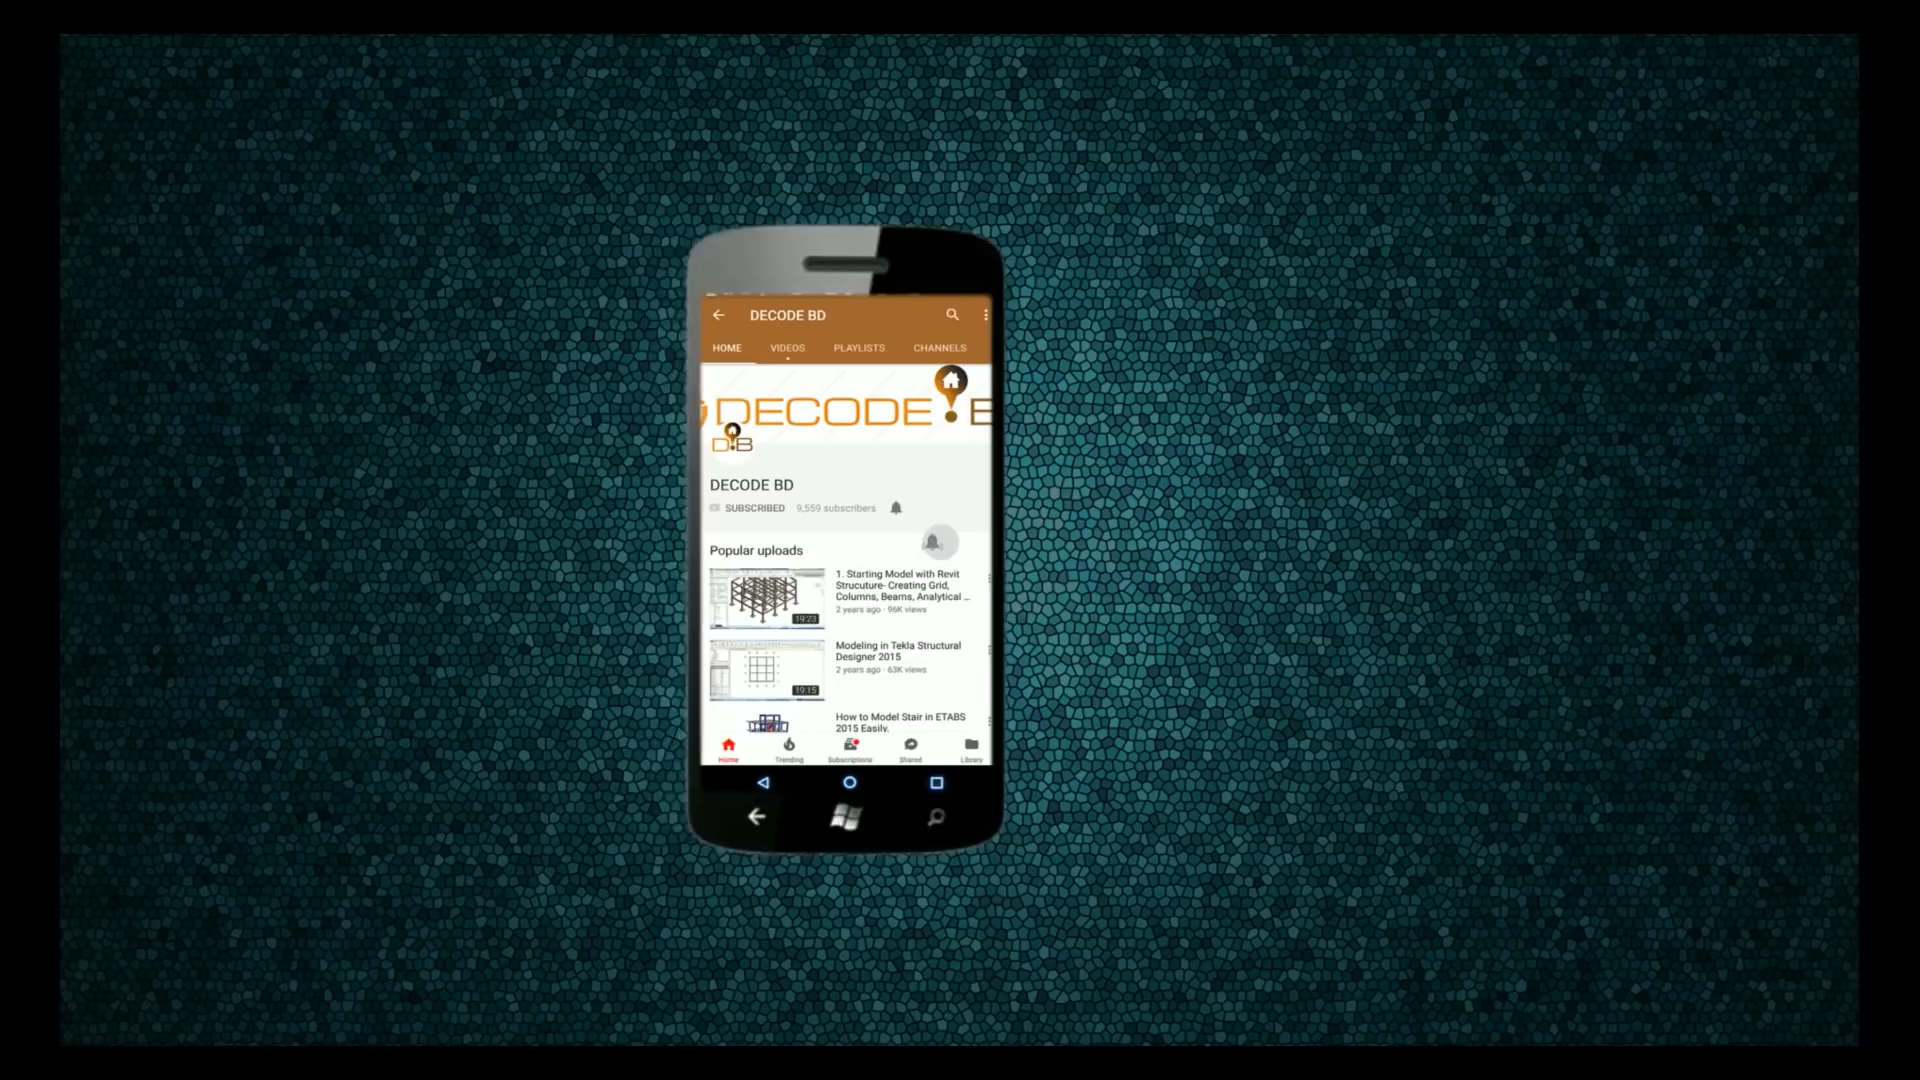 DECODE BD
HOME VIDEOS PLAYLISTS CHANNELS
DECODE
D B
DECODE BD
SUBSCRIBED 9,559 subscribers
Popular uploads
1. Starting Model with Revit
Strucuture- Creating Grid,
Columns, Beams, Analytical ...
2 years ago · 96K views
19:23
Modeling in Tekla Structural
Designer 2015
2 years ago · 63K views
19:15
How to Model Stair in ETABS
2015 Easily.
Home Trending Subscriptions Shared Library